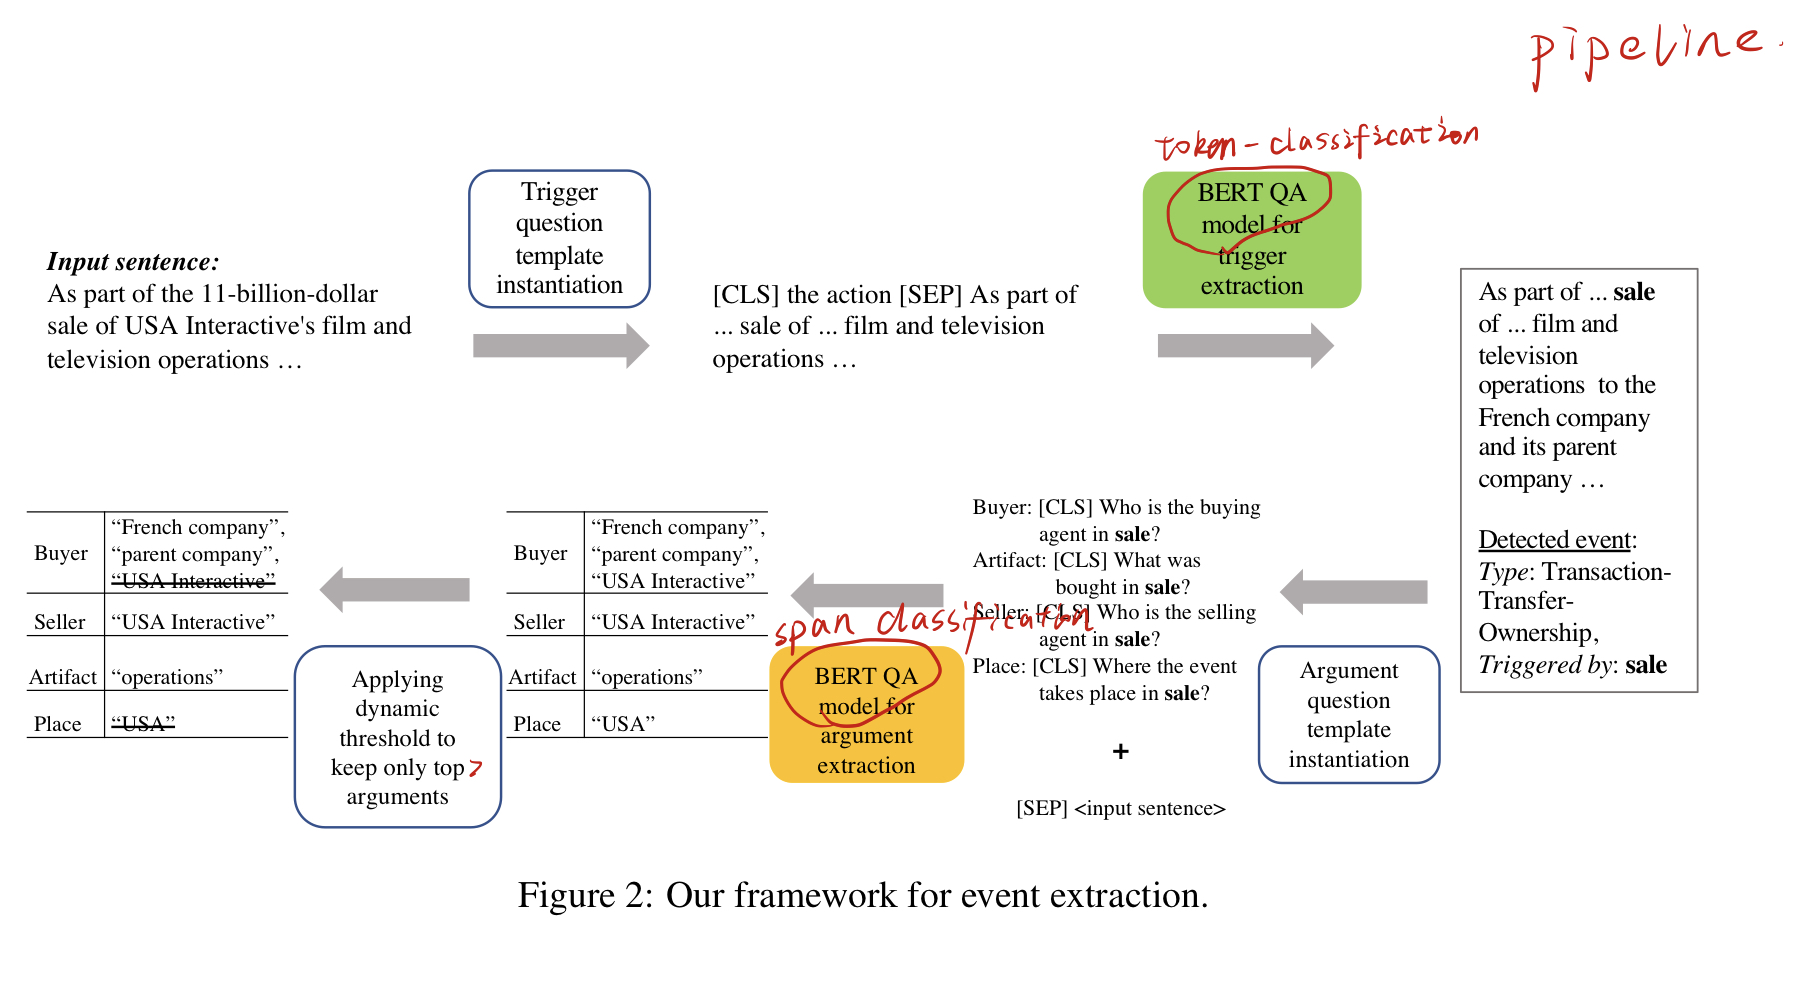 pipeline.
token-classification
Trigger
question
template
instantiation
BERT QA
model for
trigger
extraction
Input sentence:
As part of the 11-billion-dollar
sale of USA Interactive's film and
television operations …
[CLS] the action [SEP] As part of
... sale of ... film and television
operations …
As part of ... sale
of ... film and
television
operations to the
French company
and its parent
company …
Detected event:
Type: Transaction-
Transfer-
Ownership,
Triggered by: sale
Argument
question
template
instantiation
Buyer: [CLS] Who is the buying
agent in sale?
Artifact: [CLS] What was
bought in sale?
Seller: [CLS] Who is the selling
agent in sale?
Place: [CLS] Where the event
takes place in sale?
+
[SEP] <input sentence>
span classification
BERT QA
model for
argument
extraction
Buyer “French company”,
“parent company”,
“USA Interactive”
Seller “USA Interactive”
Artifact “operations”
Place “USA”
Applying
dynamic
threshold to
keep only top
arguments
Buyer “French company”,
“parent company”,
“USA Interactive”
Seller “USA Interactive”
Artifact “operations”
Place “USA”
Figure 2: Our framework for event extraction.